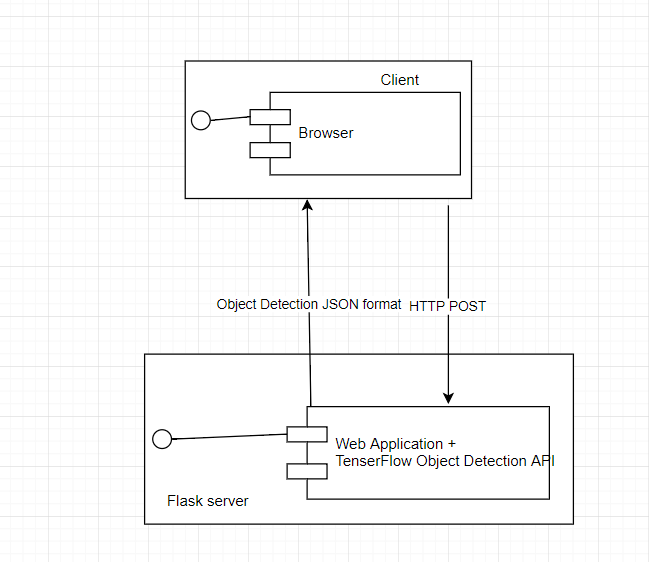 Client
Browser
Object Detection JSON format
HTTP POST
Web Application +
TenserFlow Object Detection API
Flask server